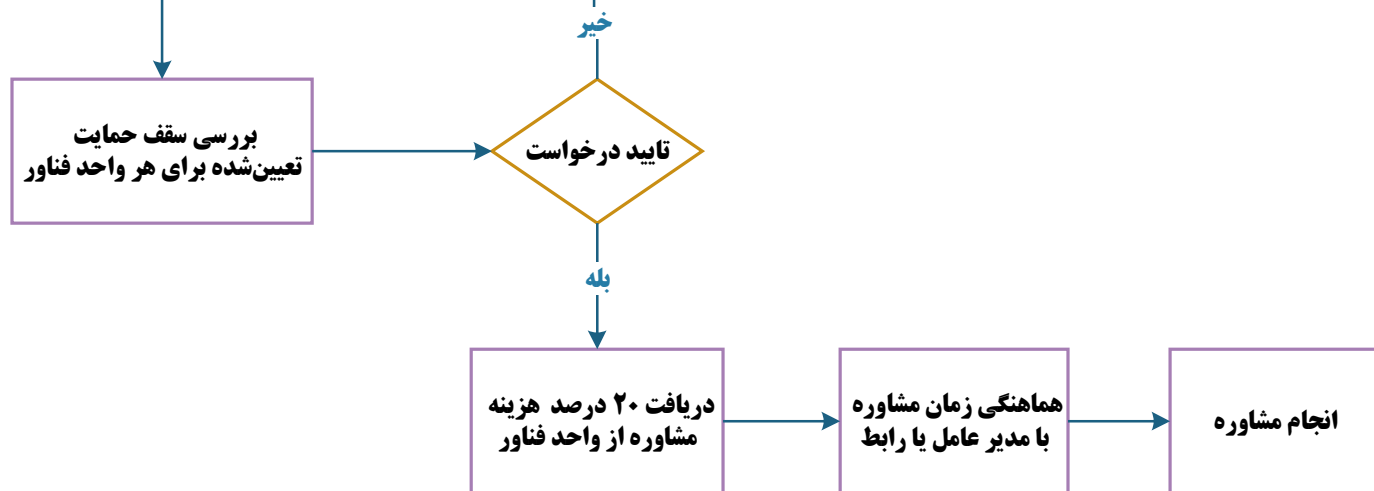 خیر
بررسی سقف حمایت
تعیین‌شده برای هر واحد فناور
تایید درخواست
بله
دریافت ۲۰ درصد هزینه
مشاوره از واحد فناور
هماهنگی زمان مشاوره
با مدیر عامل یا رابط
انجام مشاوره